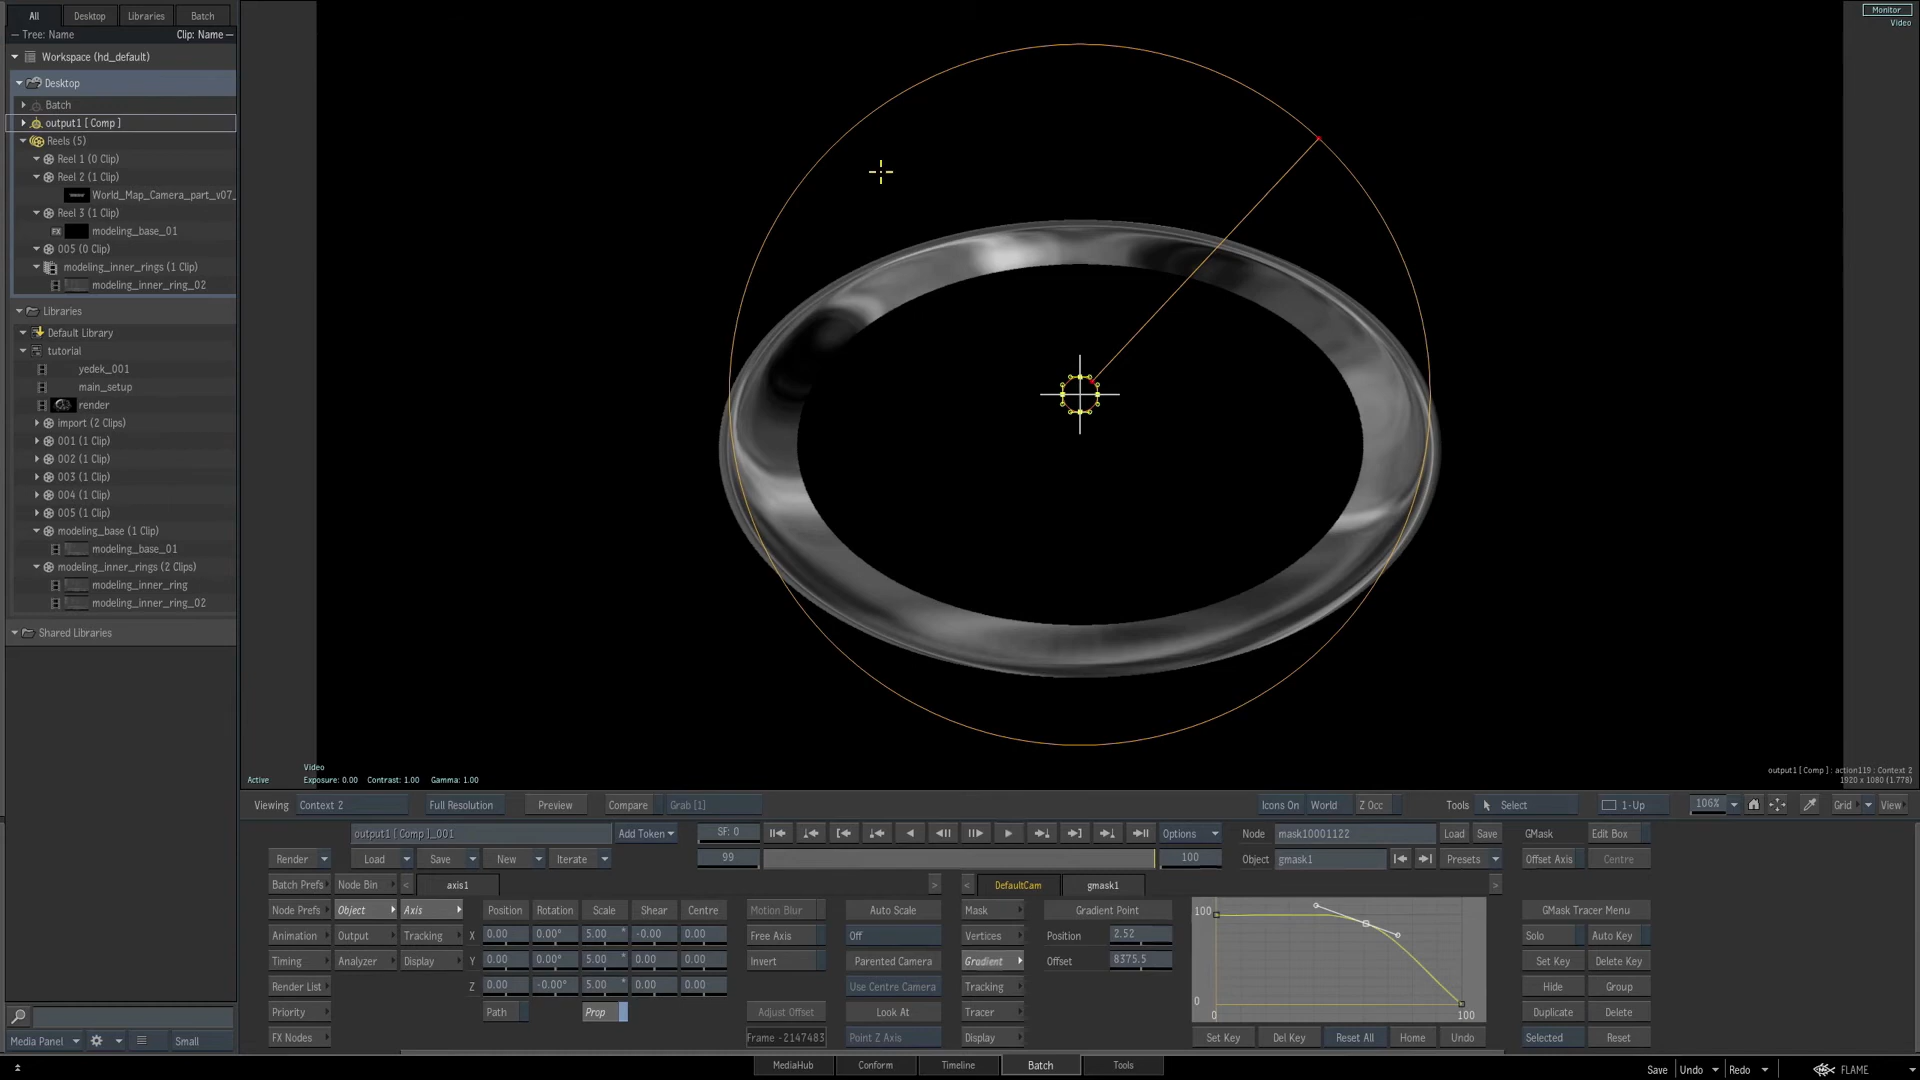 All Desktop Libraries Batch
Tree: Name Clip: Name
Workspace (hd_default)
Desktop
Batch
output1 [ Comp ]
Reels (5)
Reel 1 (0 Clip)
Reel 2 (1 Clip)
World_Map_Camera_part_v07_
Reel 3 (1 Clip)
FX modeling_base_01
005 (0 Clip)
modeling_inner_rings (1 Clip)
modeling_inner_ring_02
Libraries
Default Library
tutorial
yedek_001
main_setup
render
import (2 Clips)
001 (1 Clip)
002 (1 Clip)
003 (1 Clip)
004 (1 Clip)
005 (1 Clip)
modeling_base (1 Clip)
modeling_base_01
modeling_inner_rings (2 Clips)
modeling_inner_ring
modeling_inner_ring_02
Shared Libraries
Media Panel Small
Monitor
Video
Video
Active Exposure: 0.00 Contrast: 1.00 Gamma: 1.00
output1 [ Comp ] : action119 : Context 2
1920 x 1080 (1.778)
Viewing Context 2 Full Resolution Preview Compare Grab [1] Icons On World Z Occ Tools Select 1-Up 106% Grid View
output1 [ Comp ]_001 Add Token SF: 0 Options Node mask10001122 Load Save GMask Edit Box
Render Load Save New Iterate 99 100 Object gmask1 Presets Offset Axis Centre
Batch Prefs Node Bin < axis1 > < DefaultCam gmask1 >
Node Prefs Object Axis Position Rotation Scale Shear Centre Motion Blur Auto Scale Mask Gradient Point 100 GMask Tracer Menu
Animation Output Tracking X 0.00 0.00° 5.00 * -0.00 0.00 Free Axis Off Vertices Position 2.52 Solo Auto Key
Timing Analyzer Display Y 0.00 0.00° 5.00 * 0.00 0.00 Invert Parented Camera Gradient Offset 8375.5 Set Key Delete Key
Render List Z 0.00 -0.00° 5.00 * 0.00 0.00 Use Centre Camera Tracking Hide Group
Priority Path Prop Adjust Offset Look At Tracer 0 0 100 Duplicate Delete
FX Nodes Frame -2147483 Point Z Axis Display Set Key Del Key Reset All Home Undo Selected Reset
MediaHub Conform Timeline Batch Tools
Save Undo Redo FLAME